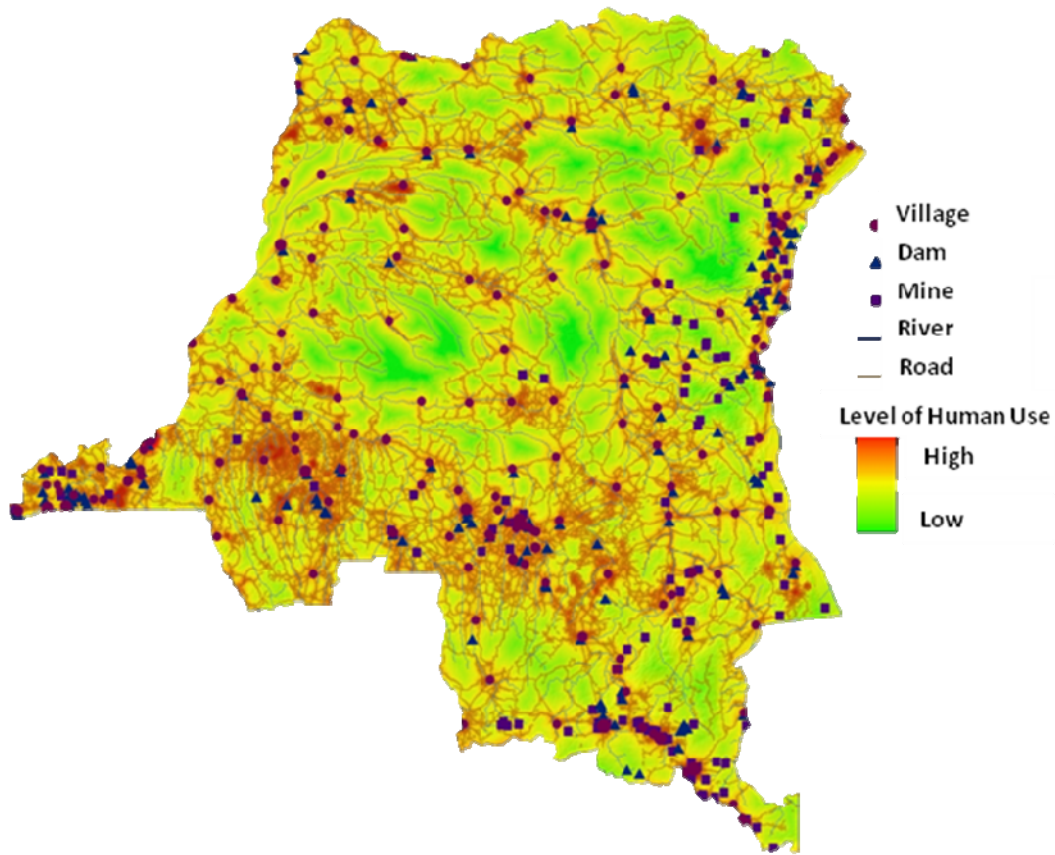 Village
Dam
Mine
River
Road
Level of Human Use
High
Low